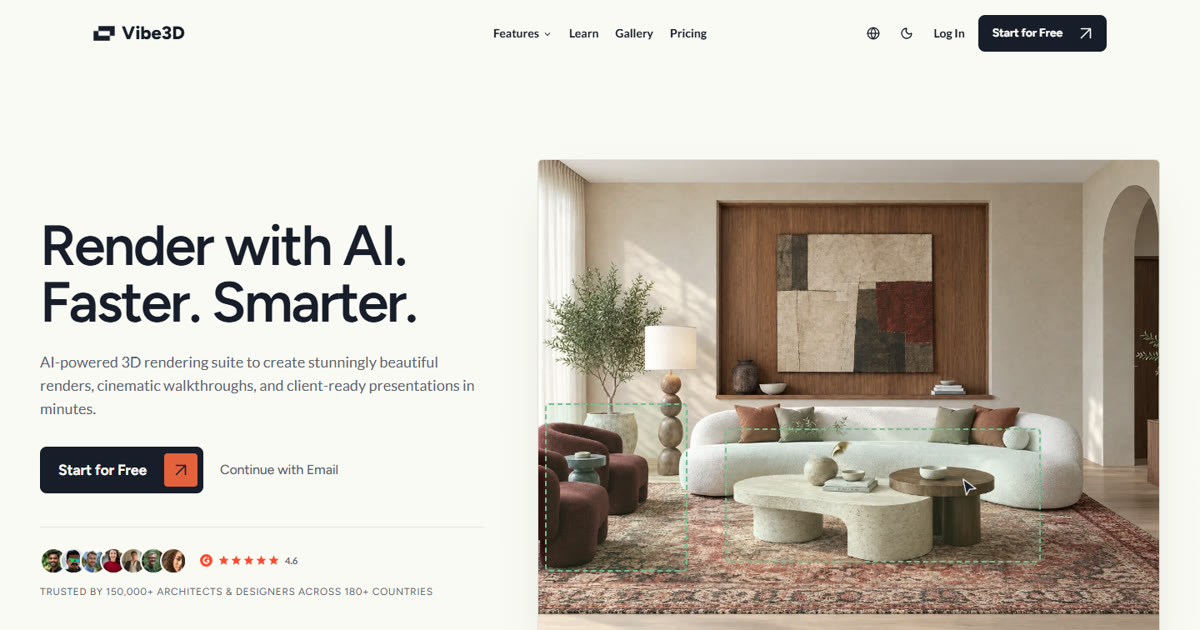 Vibe3D
Features
Learn
Gallery
Pricing
Log In
Start for Free
Render with AI.
Faster. Smarter.
AI-powered 3D rendering suite to create stunningly beautiful
renders, cinematic walkthroughs, and client-ready presentations in
minutes.
Start for Free
Continue with Email
4.6
TRUSTED BY 150,000+ ARCHITECTS & DESIGNERS ACROSS 180+ COUNTRIES